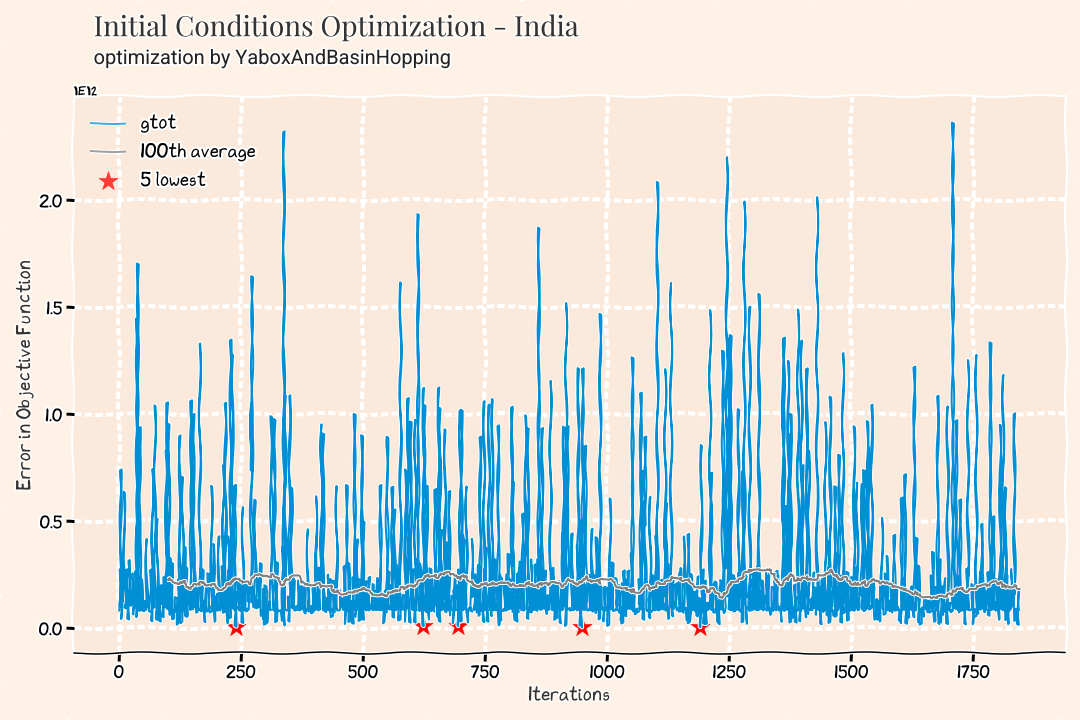 Initial Conditions Optimization - India
optimization by YaboxAndBasinHopping
1E12
gtot
100th average
5 lowest
2.0
1.5
1.0
0.5
0.0
Error in Objective Function
0 250 500 750 1000 1250 1500 1750
Iterations